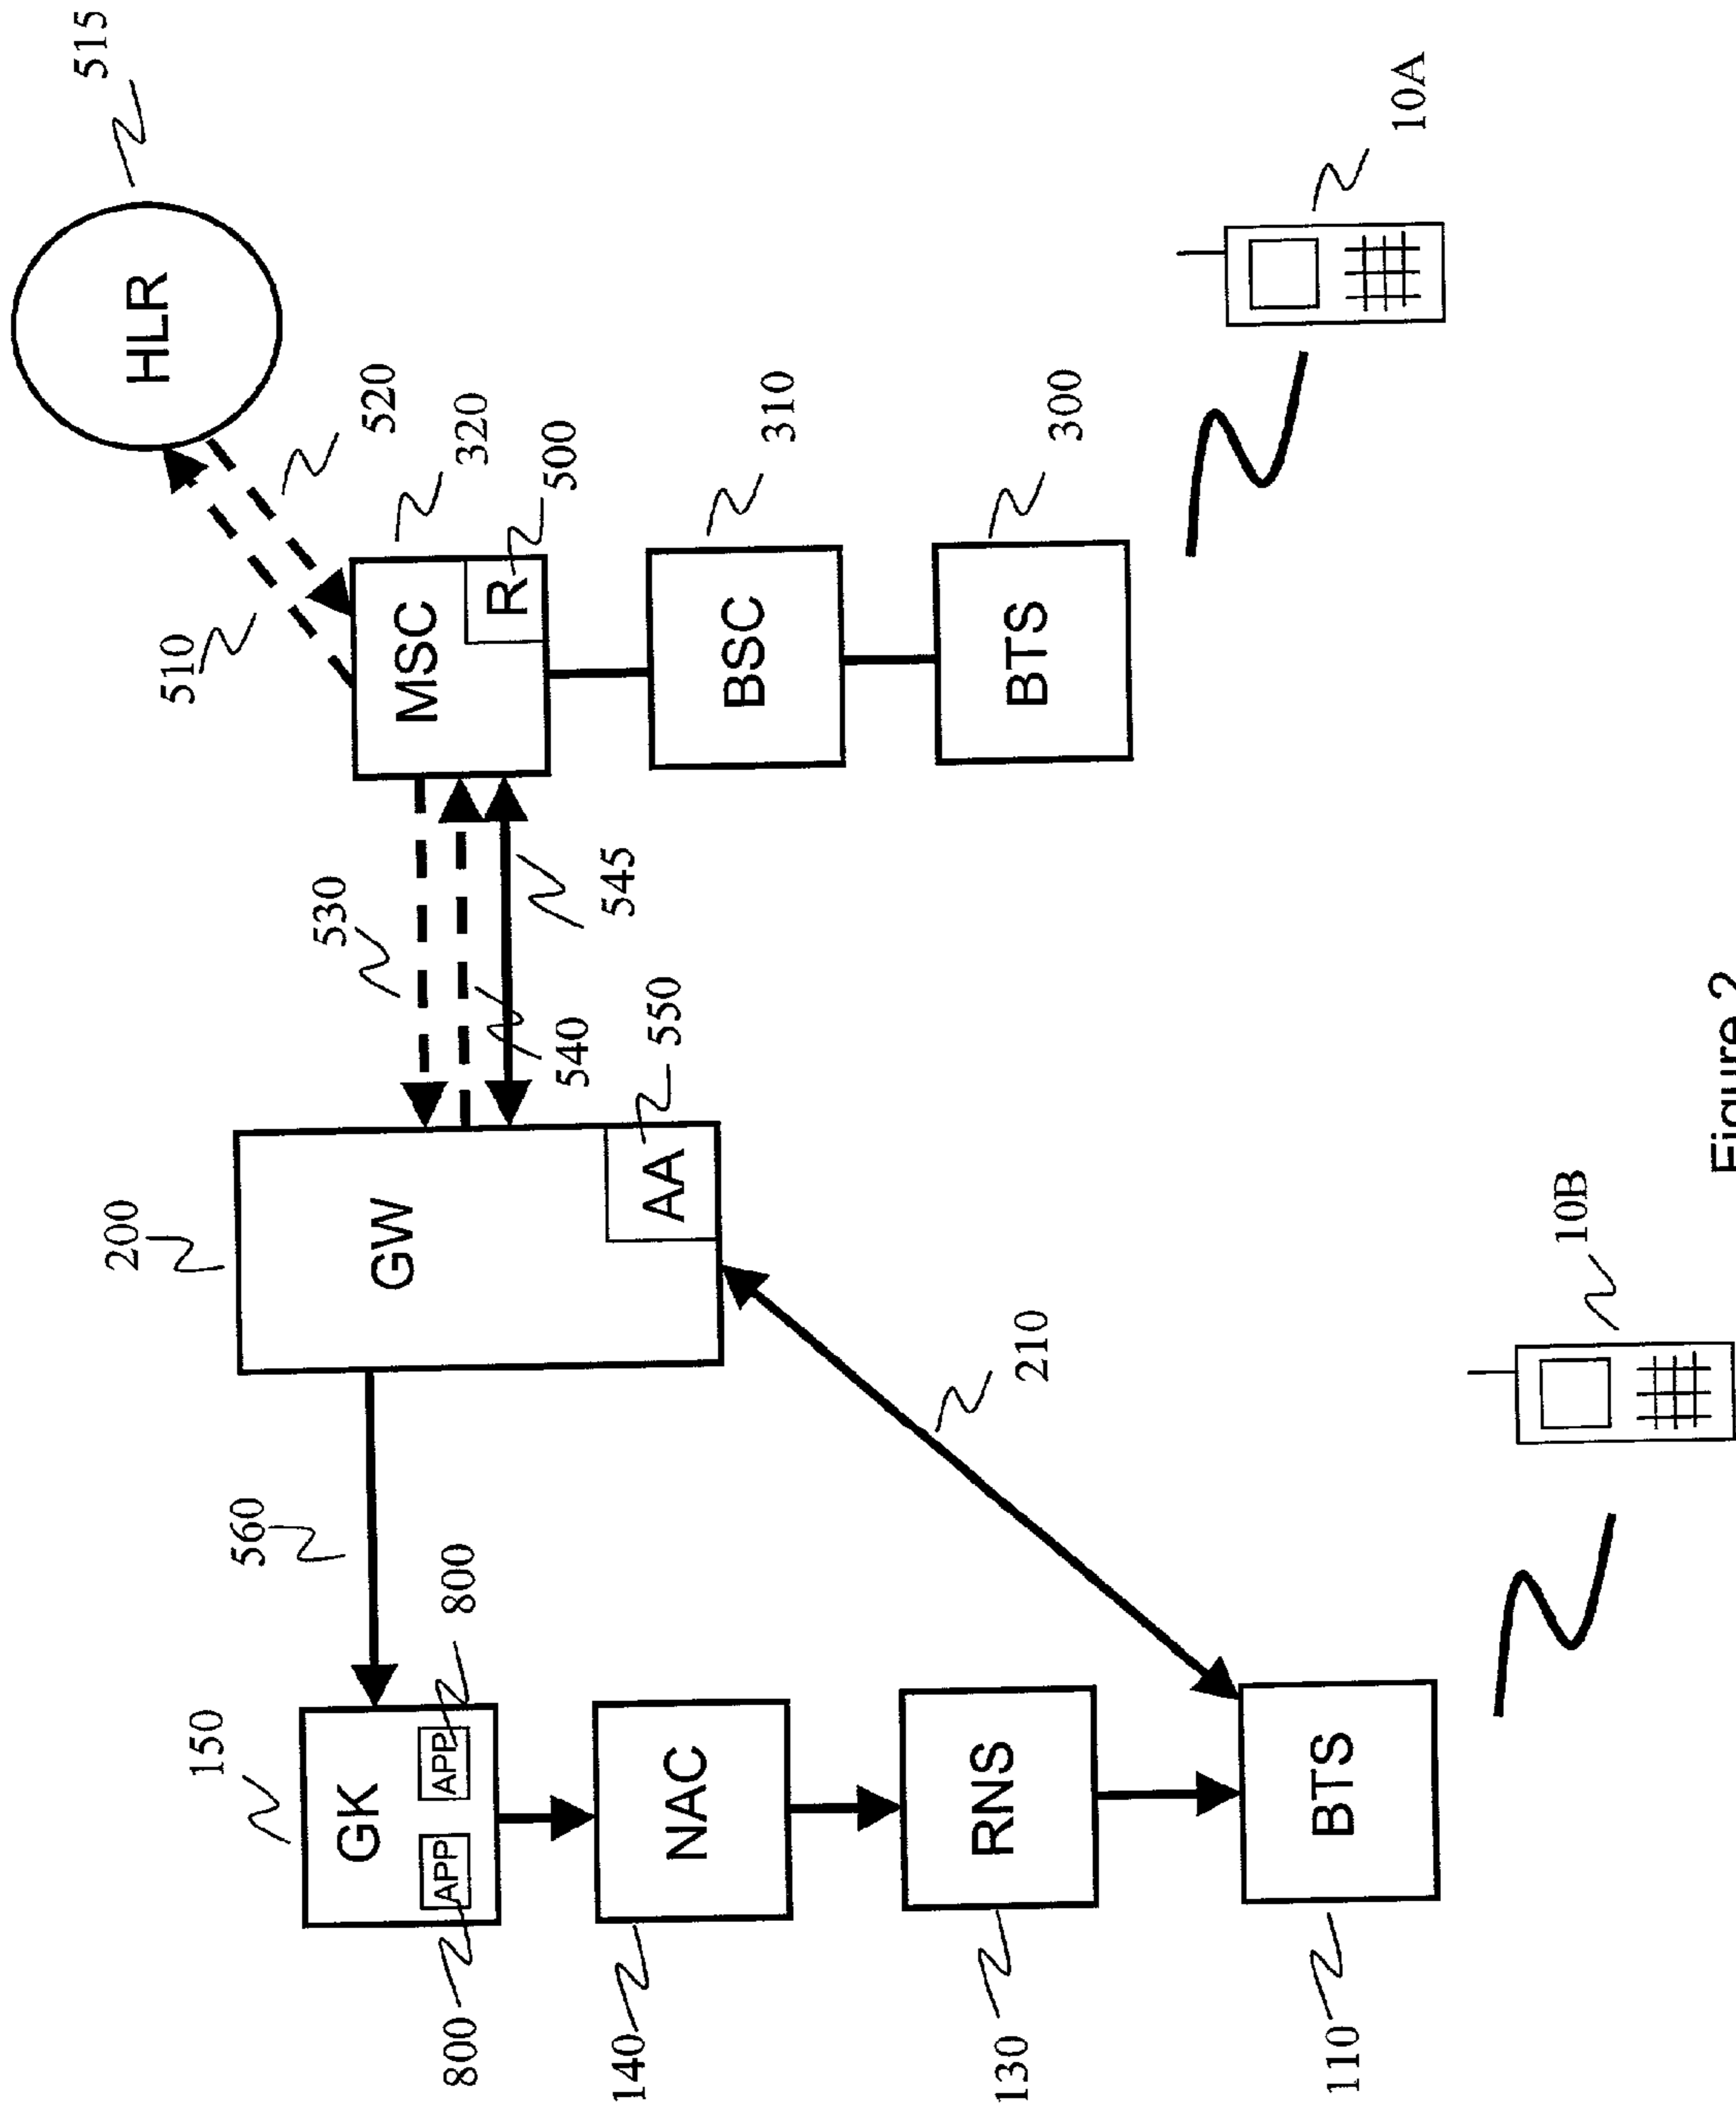 515
HLR
510
520
MSC
320
R
500
BSC
310
BTS
300
10A
530
540
545
200
GW
AA
550
210
560
150
GK
APP
APP
800
800
NAC
140
RNS
130
BTS
110
10B
Figure 2